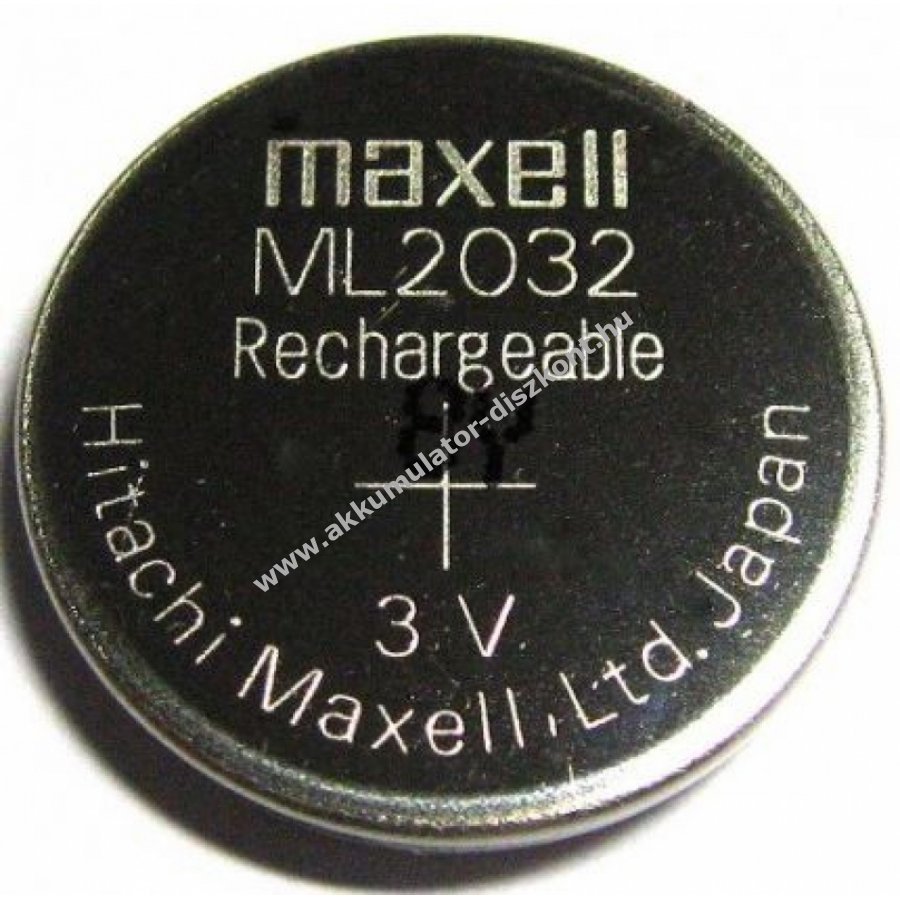 maxell
ML2032
Rechargeable
www.akkumulator-diszkont.hu
+
3 V
Hitachi Maxell, Ltd. Japan